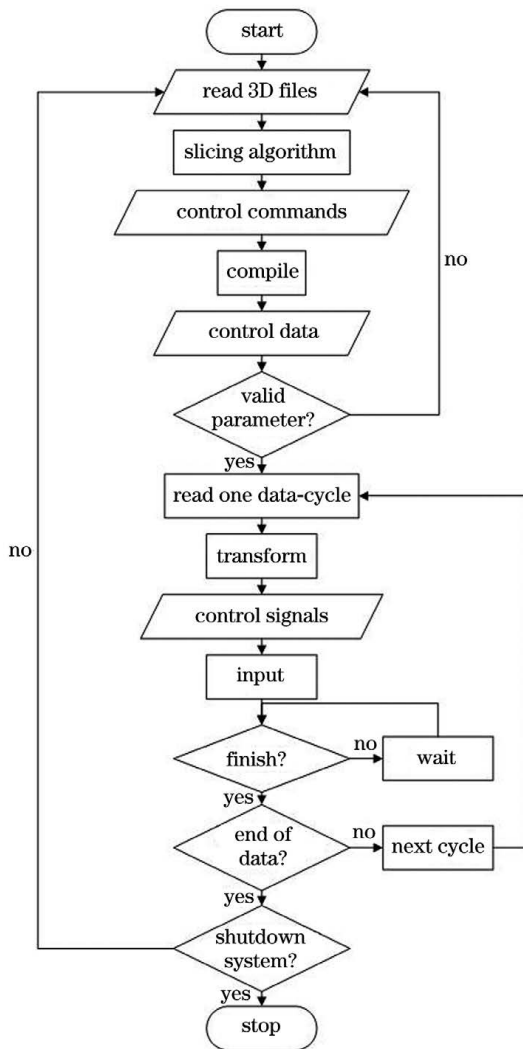 start
read 3D files
slicing algorithm
control commands
compile
no
control data
valid
parameter?
yes
read one data-cycle
no
transform
control signals
input
finish?
no
wait
yes
end of
data?
no
next cycle
yes
shutdown
system?
yes
stop